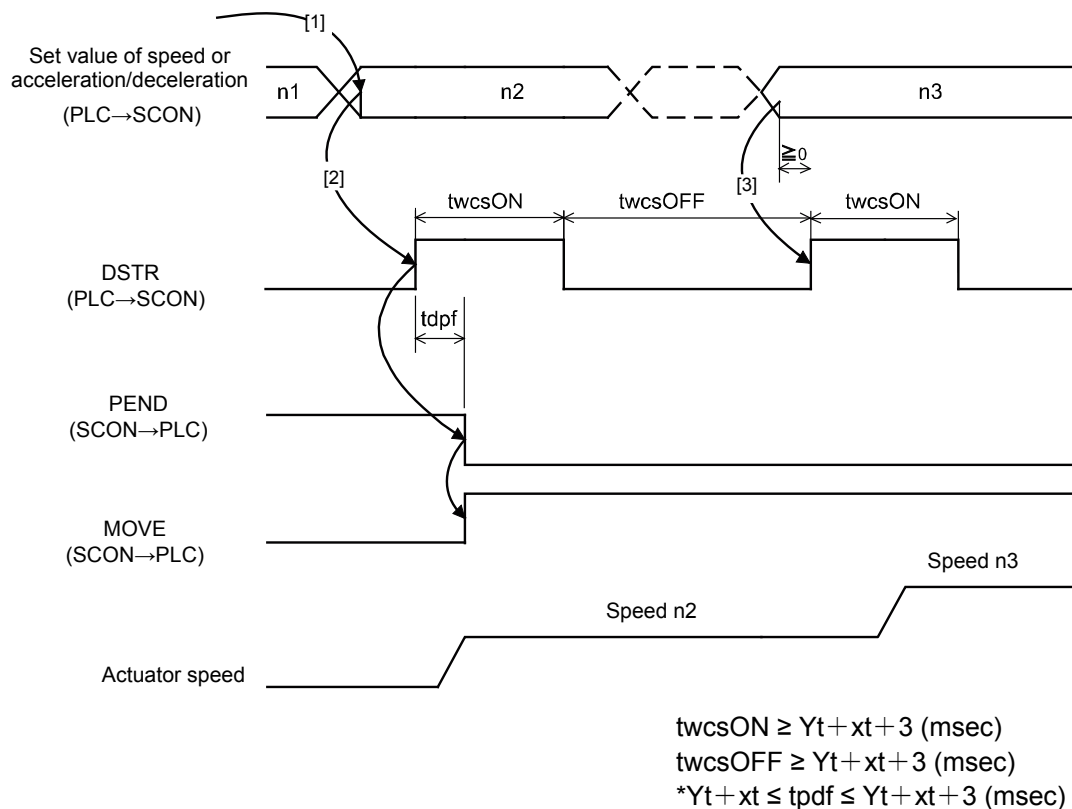 [1]
Set value of speed or
acceleration/deceleration
(PLC→SCON)
n1
n2
n3
≧0
[2]
[3]
twcsON
twcsOFF
twcsON
DSTR
(PLC→SCON)
tdpf
PEND
(SCON→PLC)
MOVE
(SCON→PLC)
Speed n3
Speed n2
Actuator speed
twcsON ≥ Yt+xt+3 (msec)
twcsOFF ≥ Yt+xt+3 (msec)
*Yt+xt ≤ tpdf ≤ Yt+xt+3 (msec)